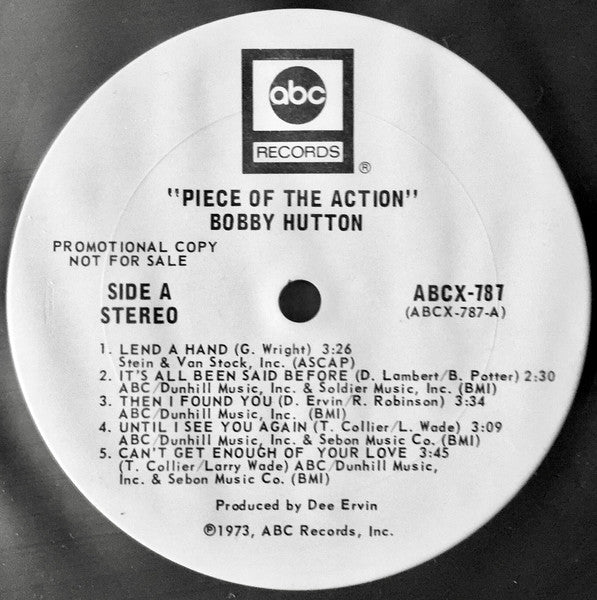 abc
RECORDS
®
"PIECE OF THE ACTION"
BOBBY HUTTON
PROMOTIONAL COPY
NOT FOR SALE
SIDE A
STEREO
ABCX-787
(ABCX-787-A)
1. LEND A HAND (G. Wright) 3:26
Stein & Van Stock, Inc. (ASCAP)
2. IT'S ALL BEEN SAID BEFORE (D. Lambert/B. Potter) 2:30
ABC/Dunhill Music, Inc. & Soldier Music, Inc. (BMI)
3. THEN I FOUND YOU (D. Ervin/R. Robinson) 3:34
ABC/Dunhill Music, Inc. (BMI)
4. UNTIL I SEE YOU AGAIN (T. Collier/L. Wade) 3:09
ABC/Dunhill Music, Inc. & Sebon Music Co. (BMI)
5. CAN'T GET ENOUGH OF YOUR LOVE 3:45
(T. Collier/Larry Wade) ABC/Dunhill Music,
Inc. & Sebon Music Co. (BMI)
Produced by Dee Ervin
℗1973, ABC Records, Inc.